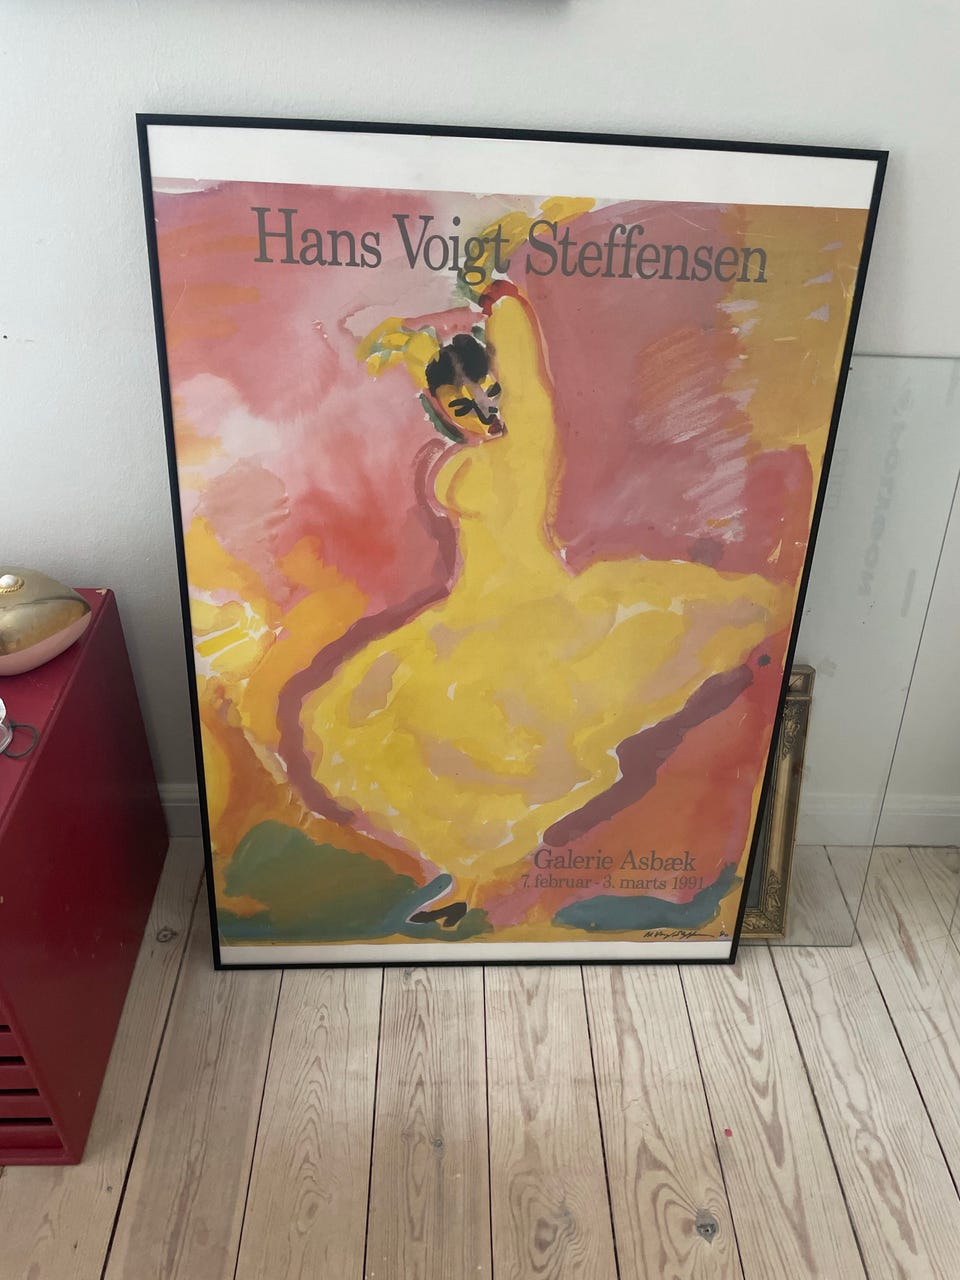 Hans Voigt Steffensen
Galerie Asbæk
7. februar - 3. marts 1991